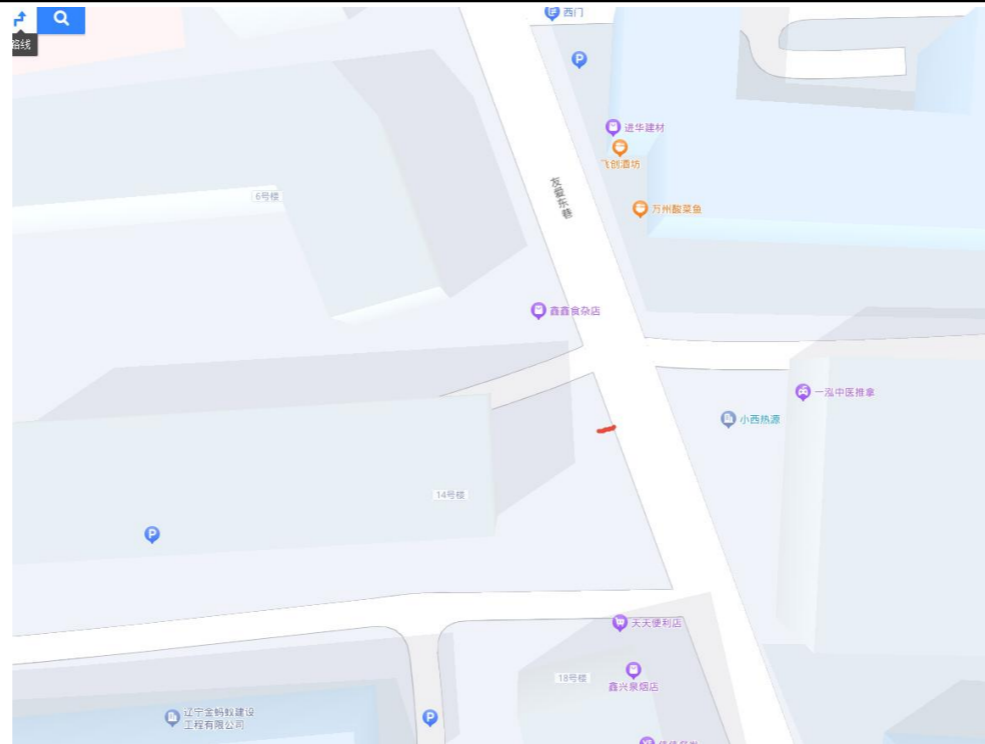 西门
路线
P
进华建材
飞创酒坊
友爱东巷
6号楼
万州酸菜鱼
鑫鑫食杂店
一泓中医推拿
小西热源
14号楼
P
天天便利店
18号楼
鑫兴泉烟店
辽宁金蚂蚁建设
工程有限公司
P